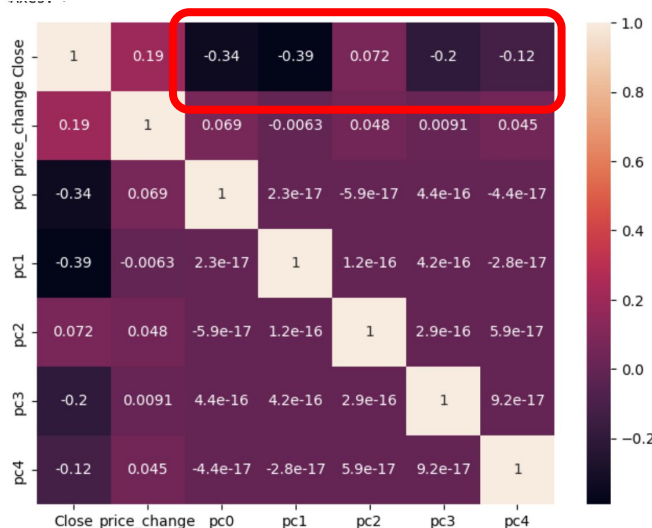 1.0
Close 1 0.19 -0.34 -0.39 0.072 -0.2 -0.12
0.8
price_change 0.19 1 0.069 -0.0063 0.048 0.0091 0.045
0.6
pc0 -0.34 0.069 1 2.3e-17 -5.9e-17 4.4e-16 -4.4e-17
pc1 -0.39 -0.0063 2.3e-17 1 1.2e-16 4.2e-16 -2.8e-17
0.4
0.2
pc2 0.072 0.048 -5.9e-17 1.2e-16 1 2.9e-16 5.9e-17
0.0
pc3 -0.2 0.0091 4.4e-16 4.2e-16 2.9e-16 1 9.2e-17
-0.2
pc4 -0.12 0.045 -4.4e-17 -2.8e-17 5.9e-17 9.2e-17 1
Close price_change pc0 pc1 pc2 pc3 pc4